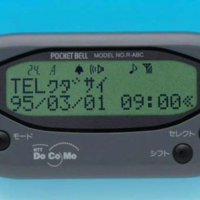 POCKET BELL MODEL NO.R-ABC
24. A
TELクダサイ
95/03/01 09:00
モード
セレクト
NTT
DoCoMo
シフト